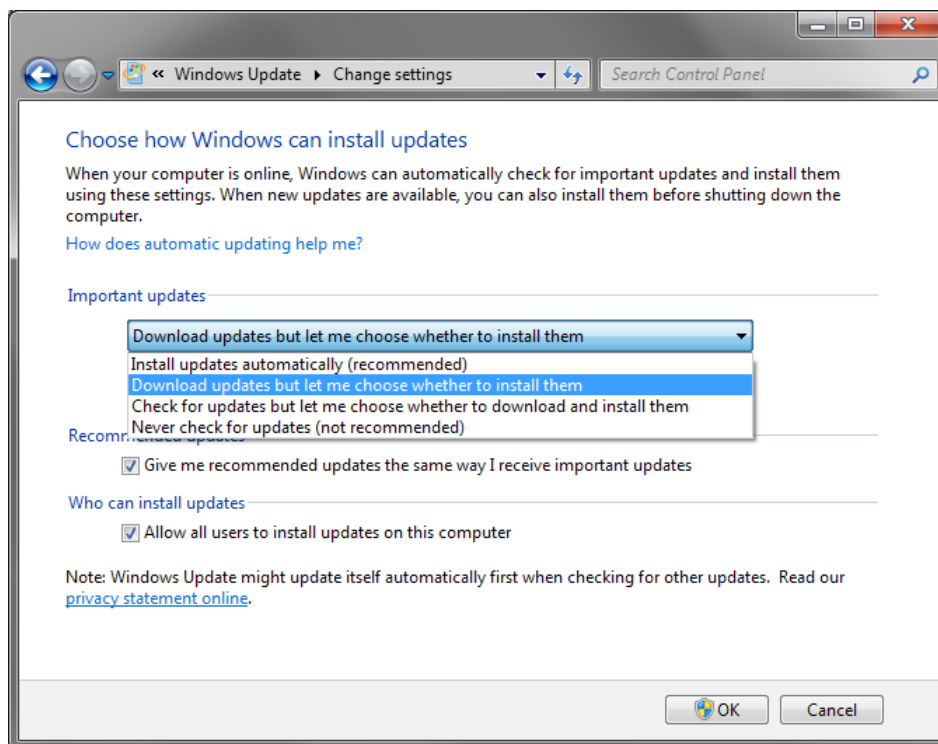 « Windows Update ▸ Change settings
Search Control Panel
Choose how Windows can install updates
When your computer is online, Windows can automatically check for important updates and install them
using these settings. When new updates are available, you can also install them before shutting down the
computer.
How does automatic updating help me?
Important updates
Download updates but let me choose whether to install them
Install updates automatically (recommended)
Download updates but let me choose whether to install them
Check for updates but let me choose whether to download and install them
Never check for updates (not recommended)
Recommended updates
Give me recommended updates the same way I receive important updates
Who can install updates
Allow all users to install updates on this computer
Note: Windows Update might update itself automatically first when checking for other updates. Read our
privacy statement online.
OK
Cancel